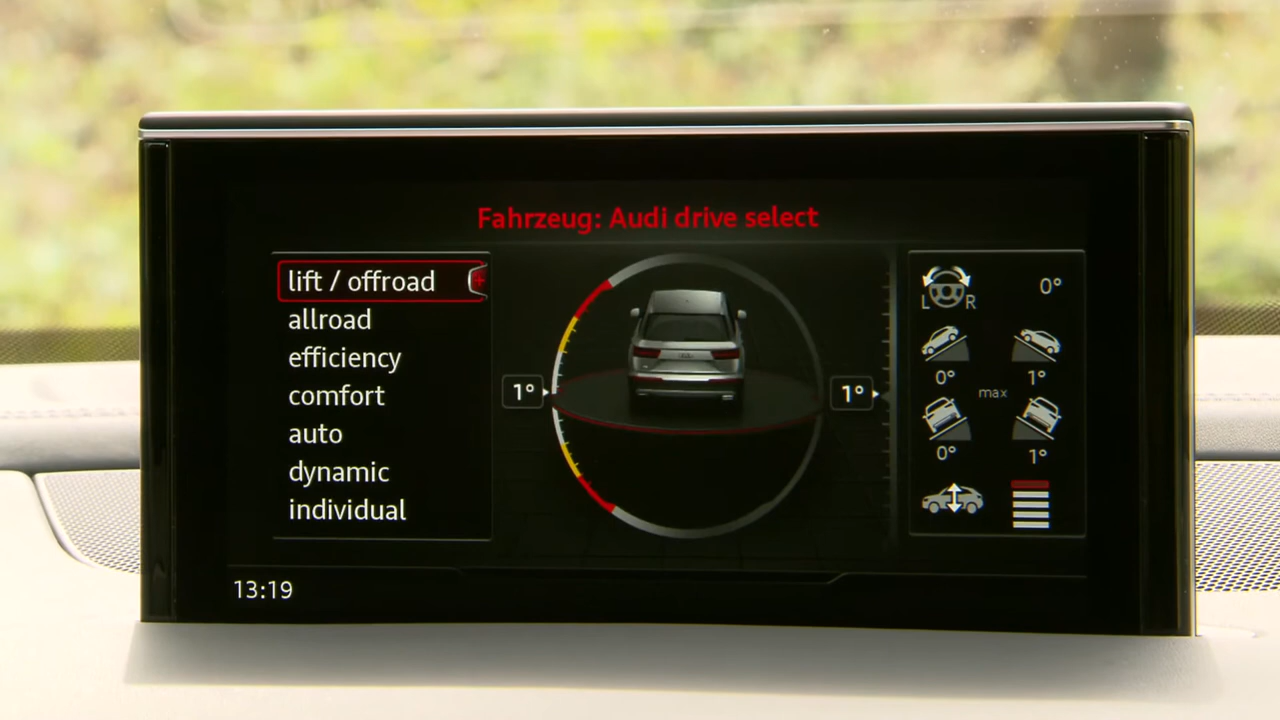 Fahrzeug: Audi drive select
lift / offroad
allroad
efficiency
comfort
auto
dynamic
individual
1°
1°
L R 0°
0° 1°
max
0° 1°
13:19